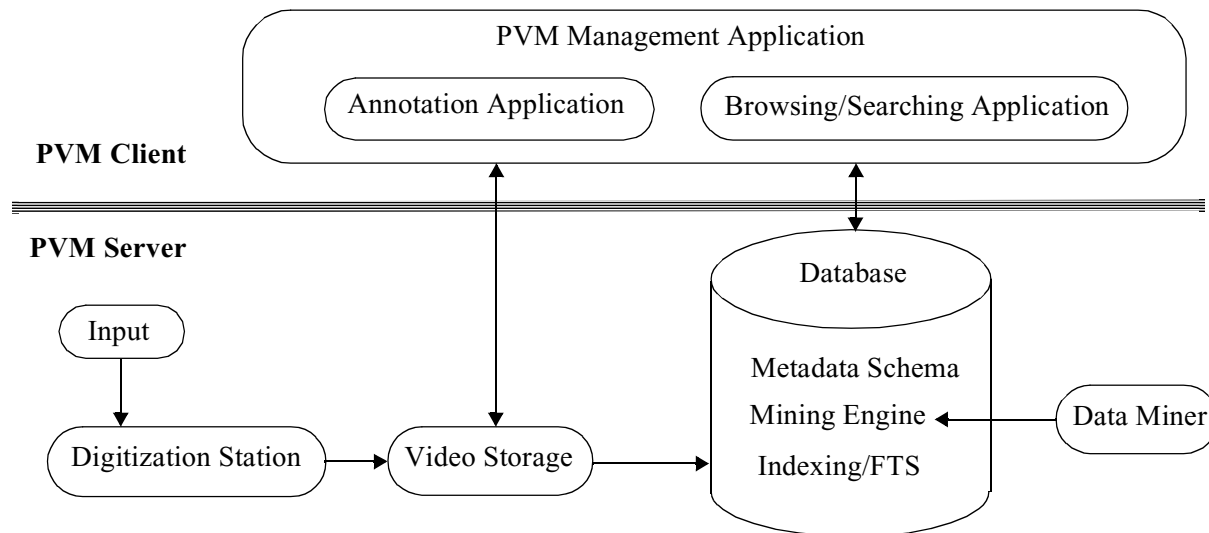 PVM Management Application
Annotation Application
Browsing/Searching Application
PVM Client
PVM Server
Database
Input
Metadata Schema
Mining Engine
Data Miner
Digitization Station
Video Storage
Indexing/FTS